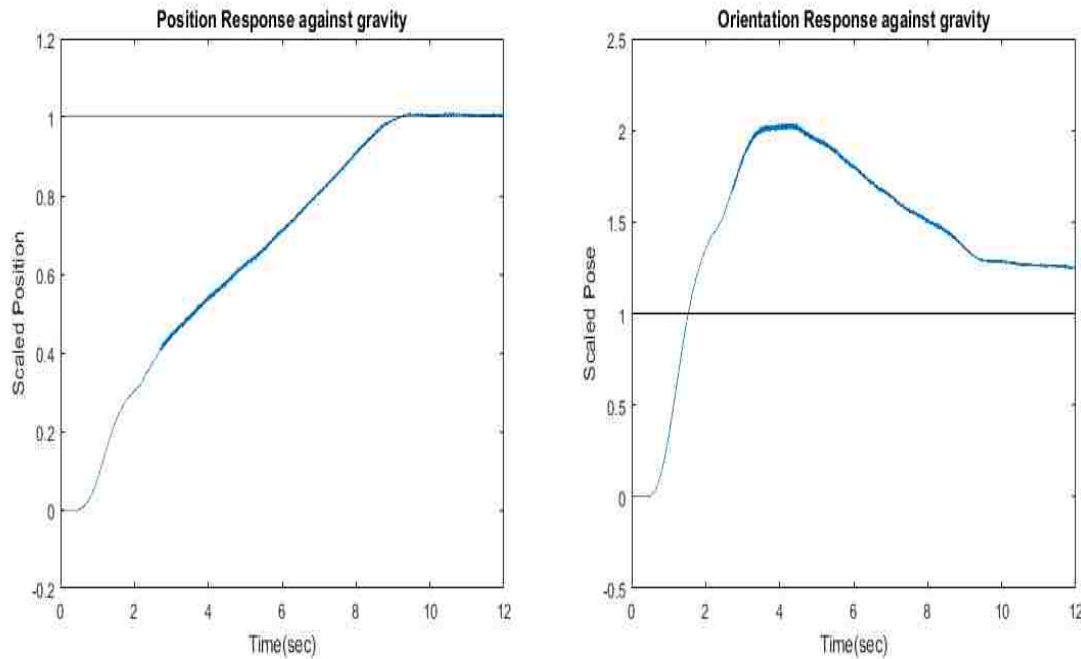 Position Response against gravity
1.2
1
0.8
0.6
0.4
0.2
0
-0.2
Scaled Position
0 2 4 6 8 10 12
Time(sec)
Orientation Response against gravity
2.5
2
1.5
1
0.5
0
-0.5
Scaled Pose
0 2 4 6 8 10 12
Time(sec)